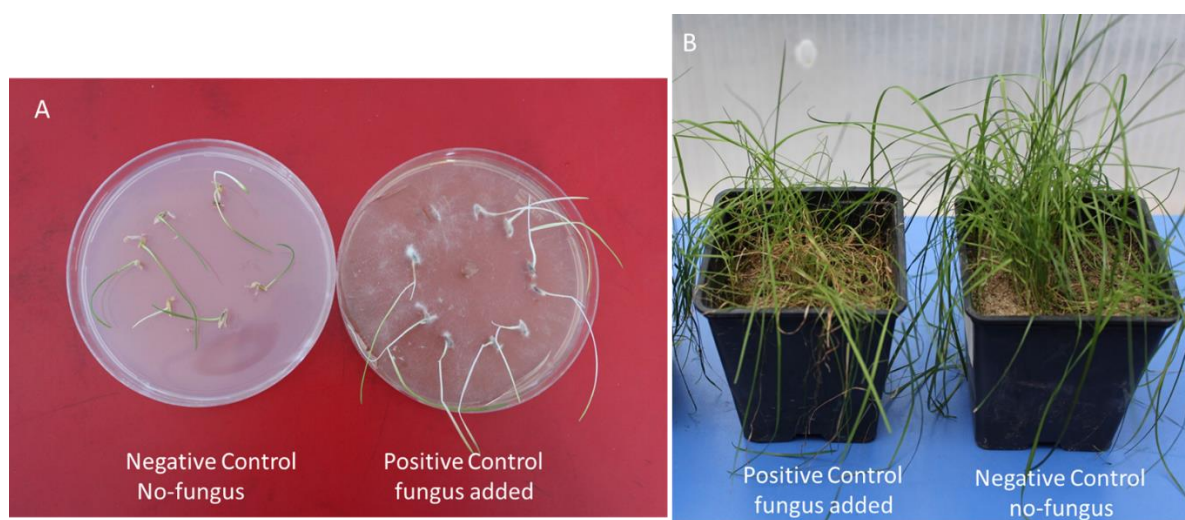 A
Negative Control
No-fungus
Positive Control
fungus added
B
Positive Control
fungus added
Negative Control
no-fungus